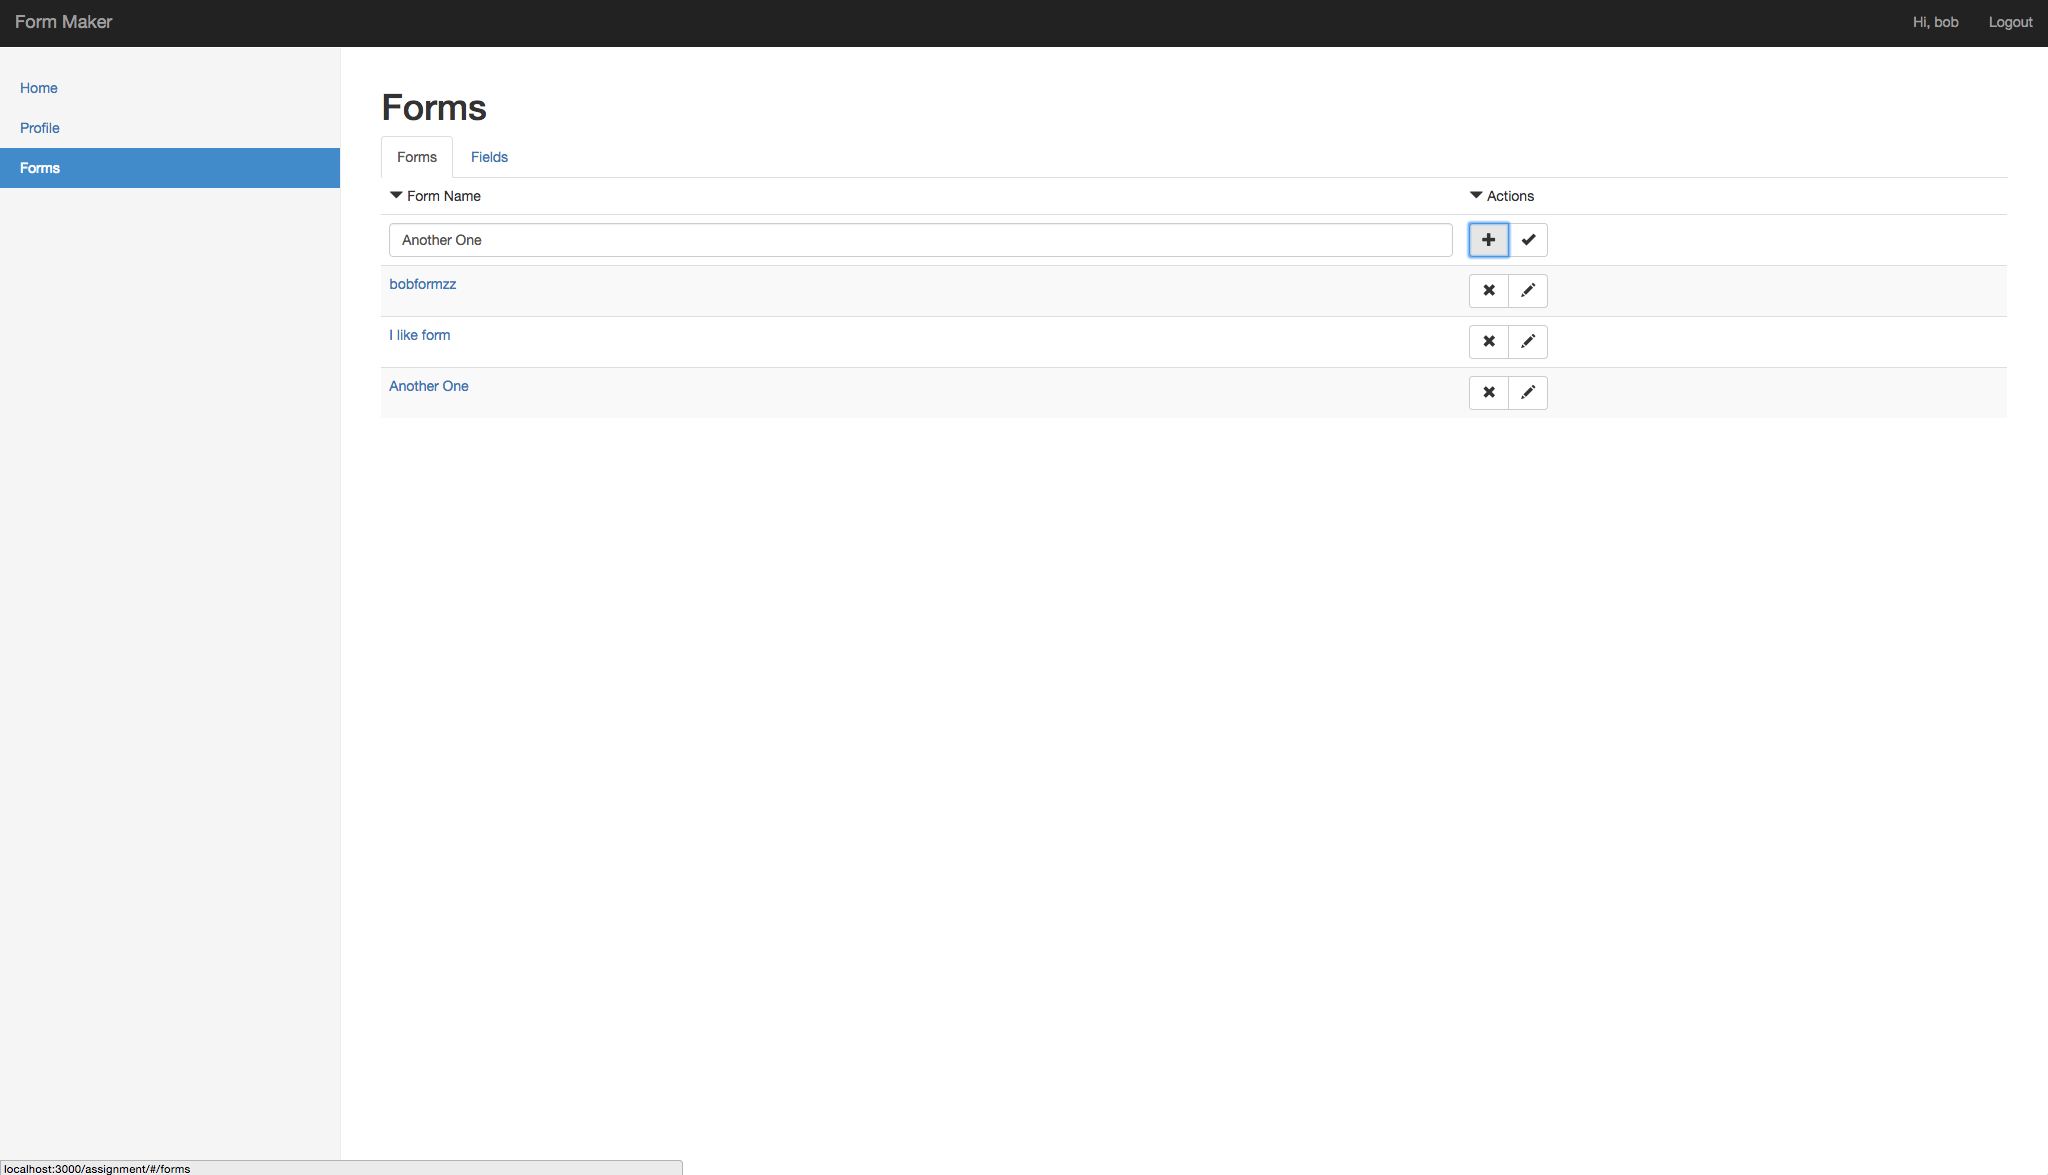 Form Maker
Hi, bob Logout
Home
Profile
Forms
Forms
Forms Fields
Form Name Actions
Another One
bobformzz
I like form
Another One
localhost:3000/assignment/#/forms